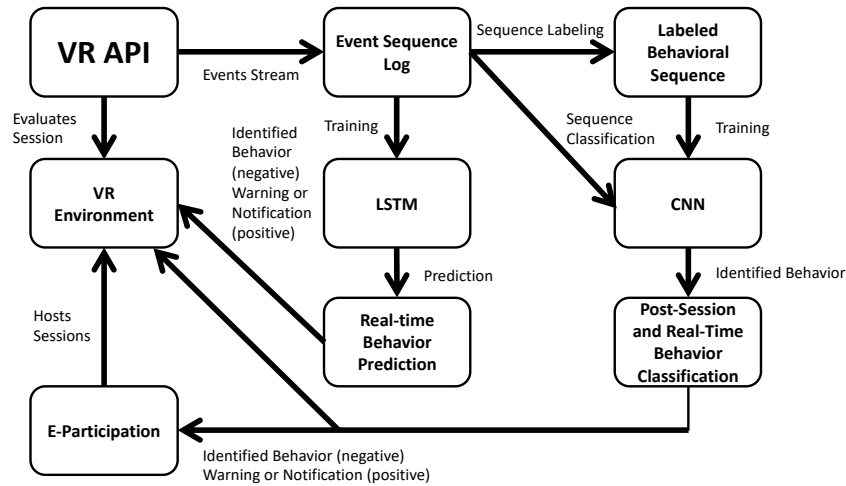 VR API
Events Stream
Event Sequence
Log
Sequence Labeling
Labeled
Behavioral
Sequence
Evaluates
Session
Identified
Behavior
(negative)
Warning or
Notification
(positive)
Training
Sequence
Classification
Training
VR
Environment
LSTM
CNN
Prediction
Identified Behavior
Hosts
Sessions
Real-time
Behavior
Prediction
Post-Session
and Real-Time
Behavior
Classification
E-Participation
Identified Behavior (negative)
Warning or Notification (positive)